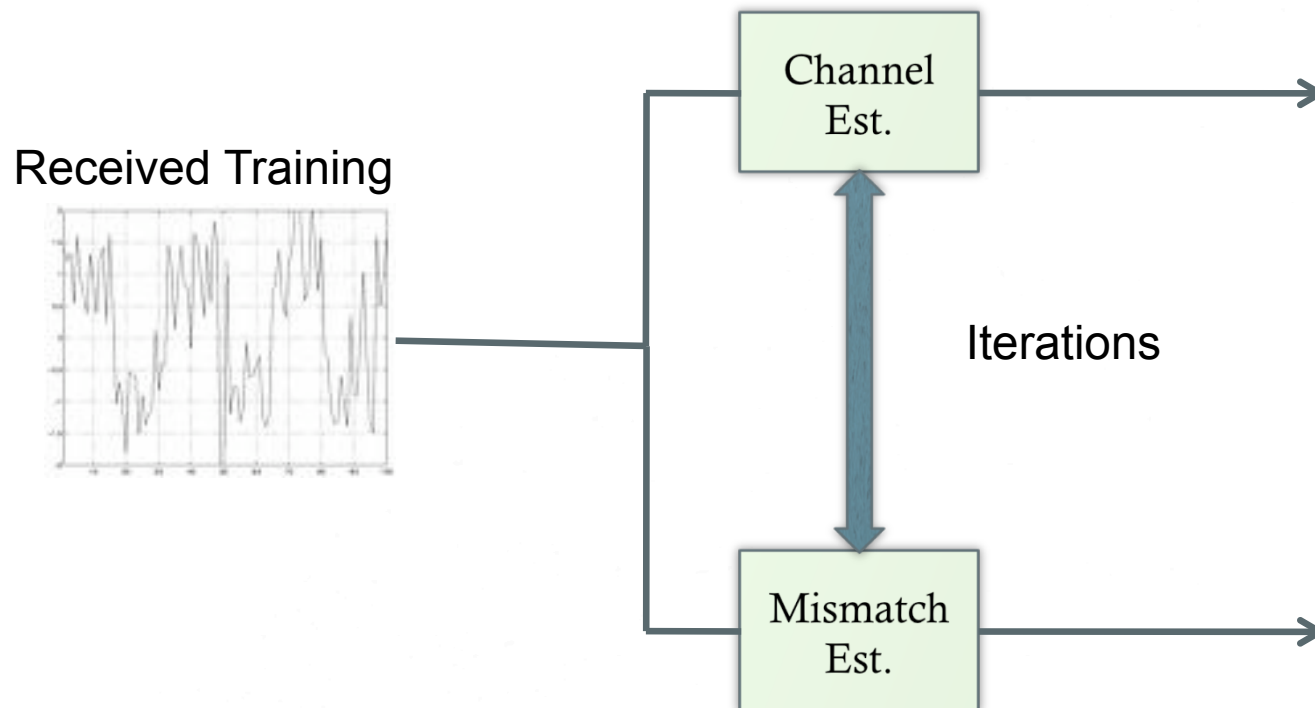 Channel
Est.
Received Training
Iterations
Mismatch
Est.